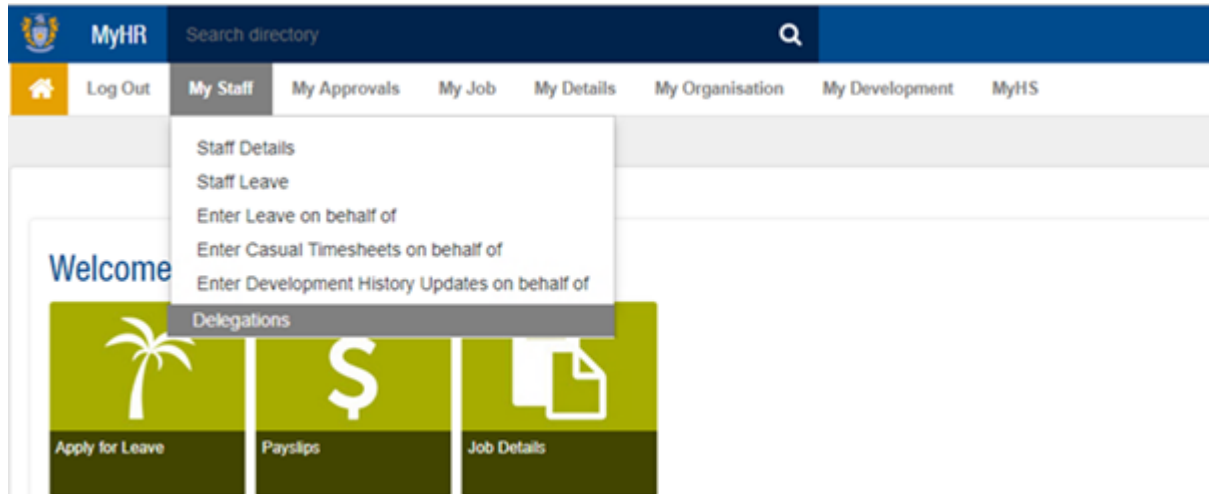 MyHR Search directory
Log Out My Staff My Approvals My Job My Details My Organisation My Development MyHS
Staff Details
Staff Leave
Enter Leave on behalf of
Enter Casual Timesheets on behalf of
Enter Development History Updates on behalf of
Delegations
Welcome
Apply for Leave Payslips Job Details